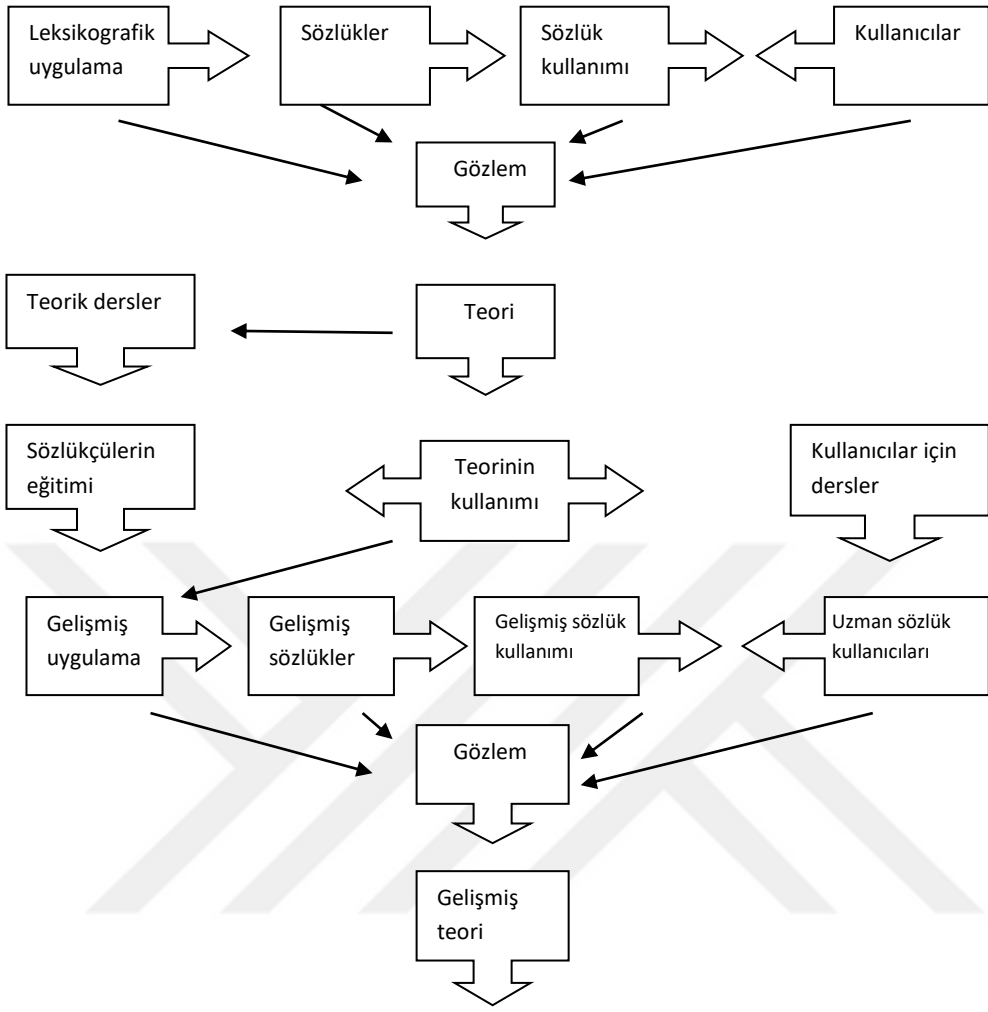 Leksikografik
uygulama
Sözlükler
Sözlük
kullanımı
Kullanıcılar
Gözlem
Teorik dersler
Teori
Sözlükçülerin
eğitimi
Teorinin
kullanımı
Kullanıcılar için
dersler
Gelişmiş
uygulama
Gelişmiş
sözlükler
Gelişmiş sözlük
kullanımı
Uzman sözlük
kullanıcıları
Gözlem
Gelişmiş
teori